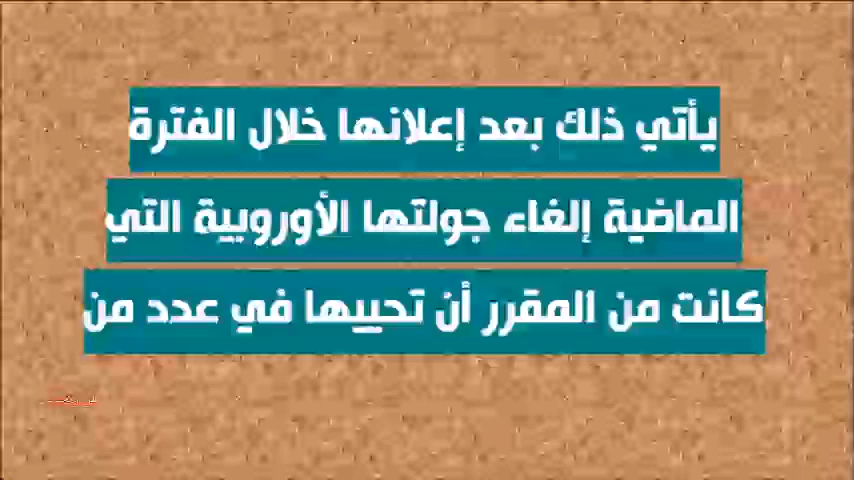 يأتي ذلك بعد إعلانها خلال الفترة
الماضية إلغاء جولتها الأوروبية التي
كانت من المقرر أن تحييها في عدد من